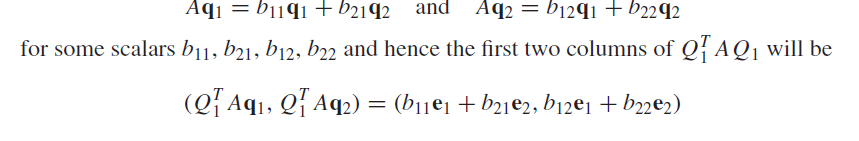 Aq₁ = b₁₁q₁ + b₂₁q₂ and Aq₂ = b₁₂q₁ + b₂₂q₂
for some scalars b₁₁, b₂₁, b₁₂, b₂₂ and hence the first two columns of Q₁ᵀAQ₁ will be
(Q₁ᵀAq₁, Q₁ᵀAq₂) = (b₁₁e₁ + b₂₁e₂, b₁₂e₁ + b₂₂e₂)